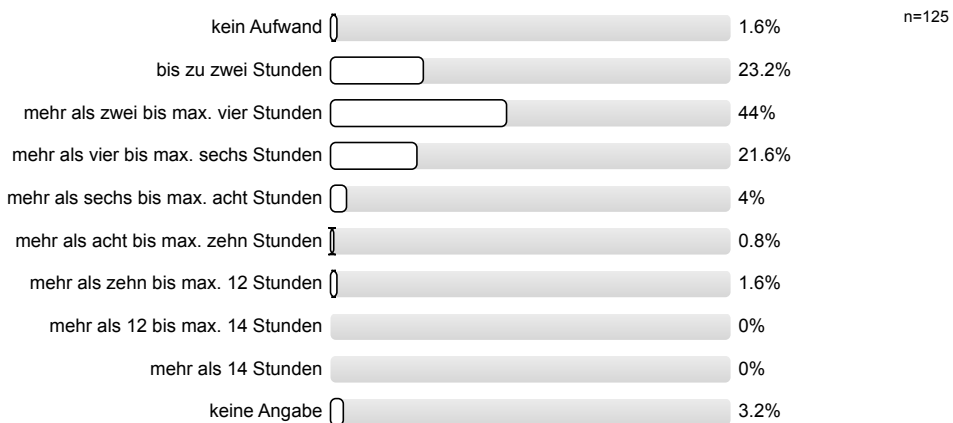 kein Aufwand 1.6% n=125
bis zu zwei Stunden 23.2%
mehr als zwei bis max. vier Stunden 44%
mehr als vier bis max. sechs Stunden 21.6%
mehr als sechs bis max. acht Stunden 4%
mehr als acht bis max. zehn Stunden 0.8%
mehr als zehn bis max. 12 Stunden 1.6%
mehr als 12 bis max. 14 Stunden 0%
mehr als 14 Stunden 0%
keine Angabe 3.2%